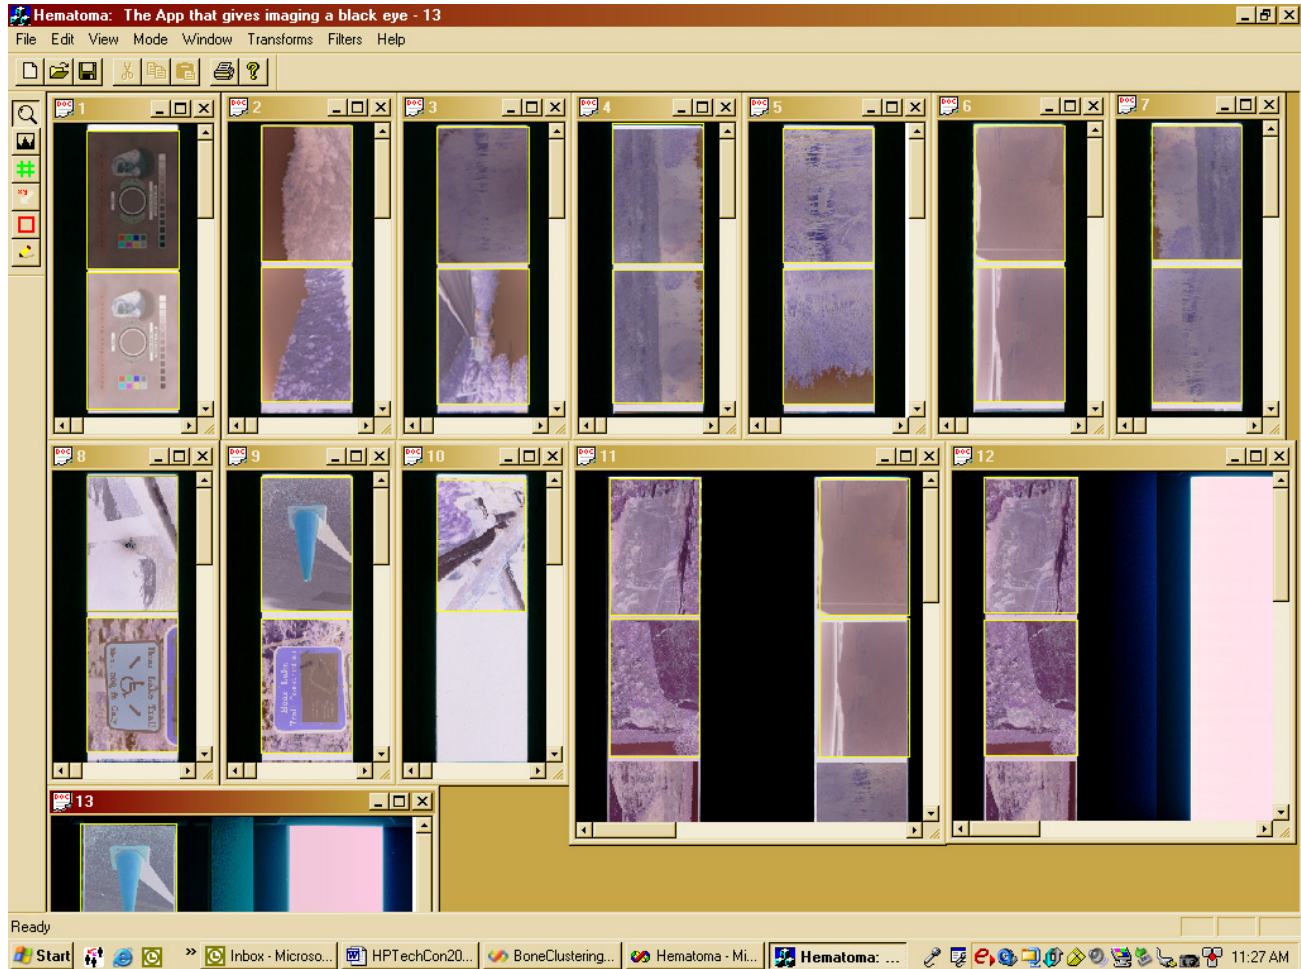 Hematoma: The App that gives imaging a black eye - 13
File Edit View Mode Window Transforms Filters Help
1
2
3
4
5
6
7
8
9
10
11
12
13
Ready
Start
»
Inbox - Microso...
HPTechCon20...
BoneClustering...
Hematoma - Mi...
Hematoma: ...
11:27 AM